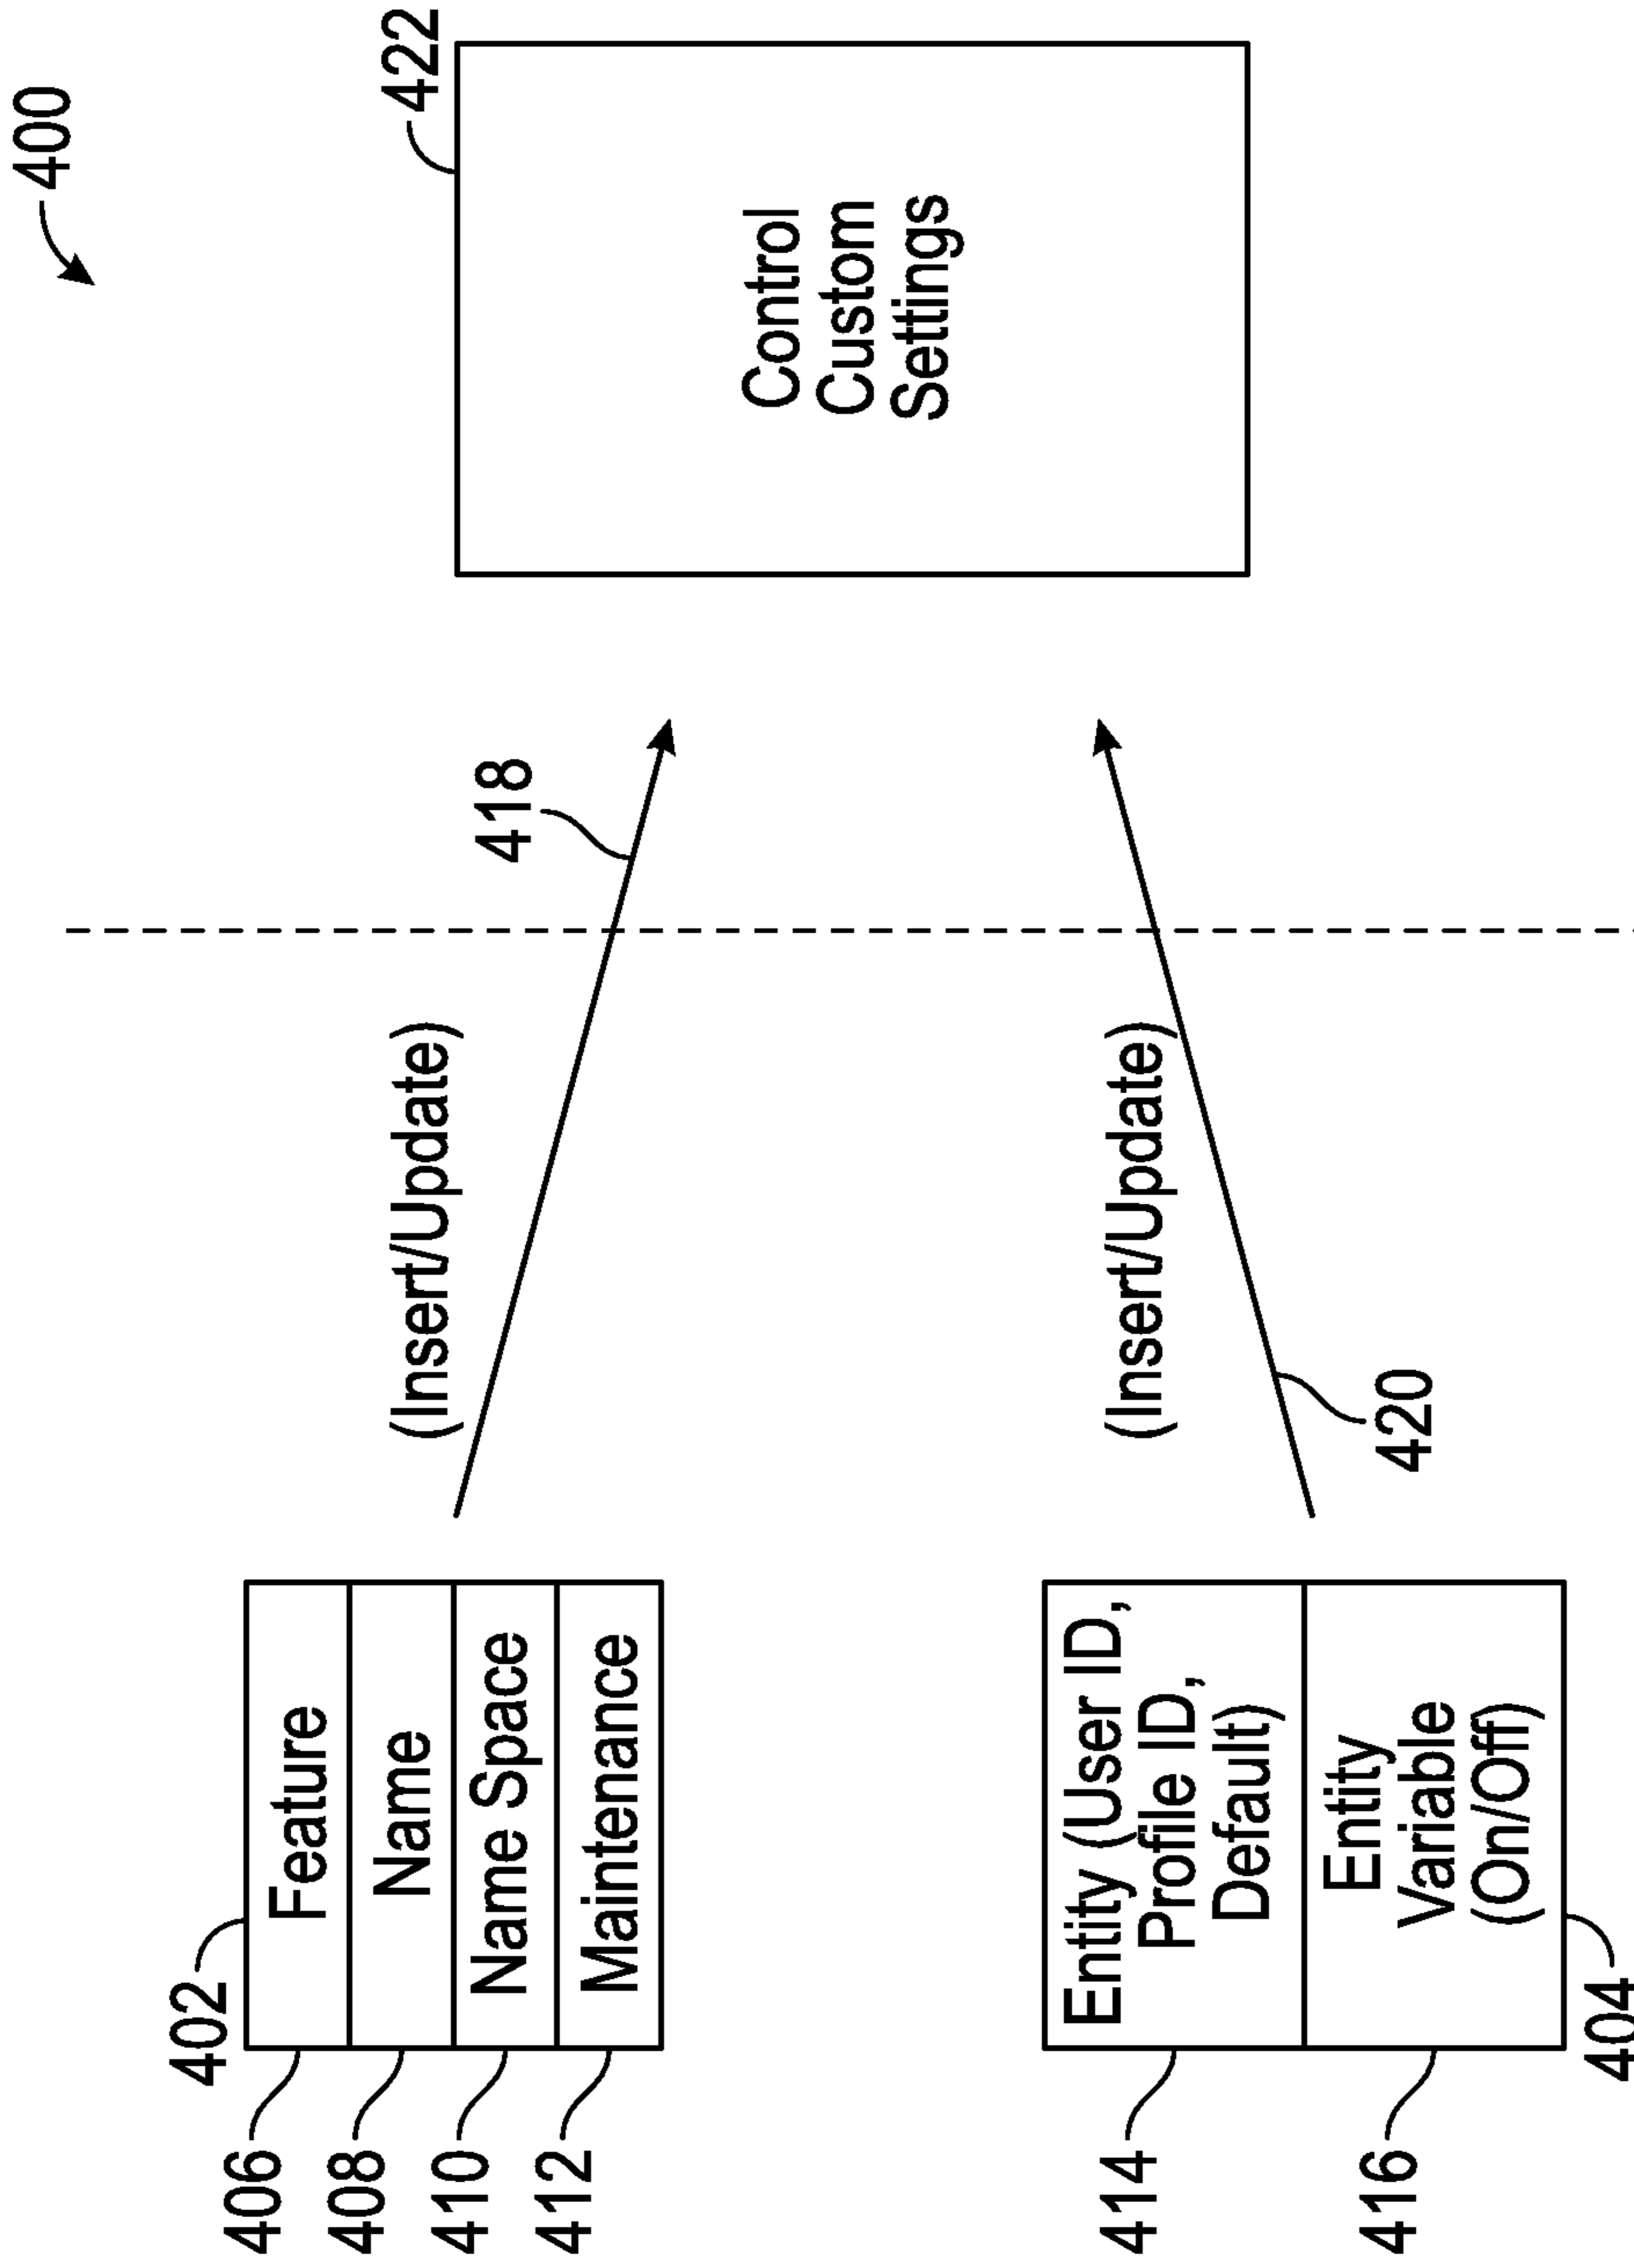 400
402
406
Feature
408
Name
410
Name Space
412
Maintenance
(Insert/Update)
418
422
Control
Custom
Settings
414
Entity (User ID,
Profile ID,
Default)
416
Entity
Variable
(On/Off)
404
(Insert/Update)
420